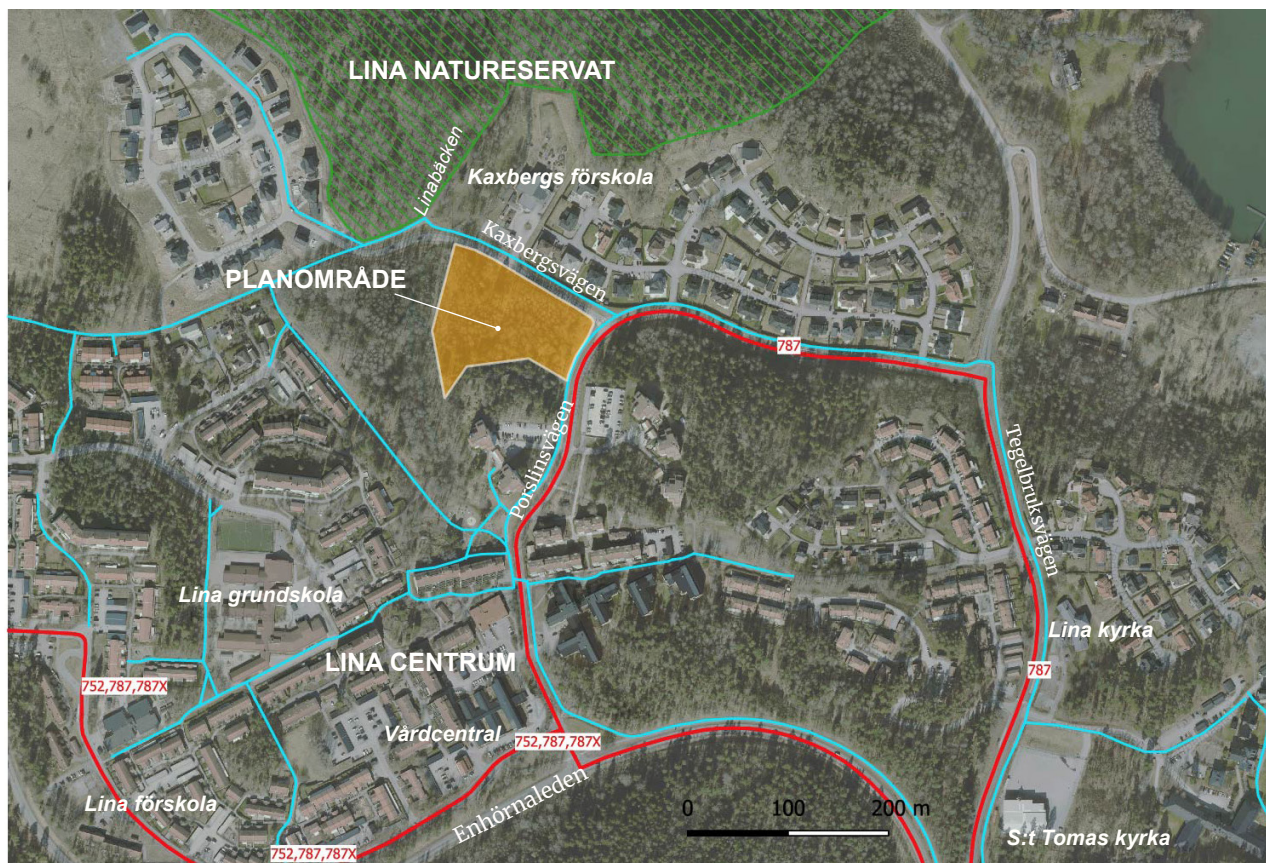 LINA NATURESERVAT
Linabäcken
Kaxbergs förskola
Kaxbergsvägen
PLANOMRÅDE
787
Porslinsvägen
Tegelbruksvägen
Lina grundskola
Lina kyrka
LINA CENTRUM
787
752,787,787X
Vårdcentral
752,787,787X
Enhörnaleden
Lina förskola
0 100 200 m
S:t Tomas kyrka
752,787,787X